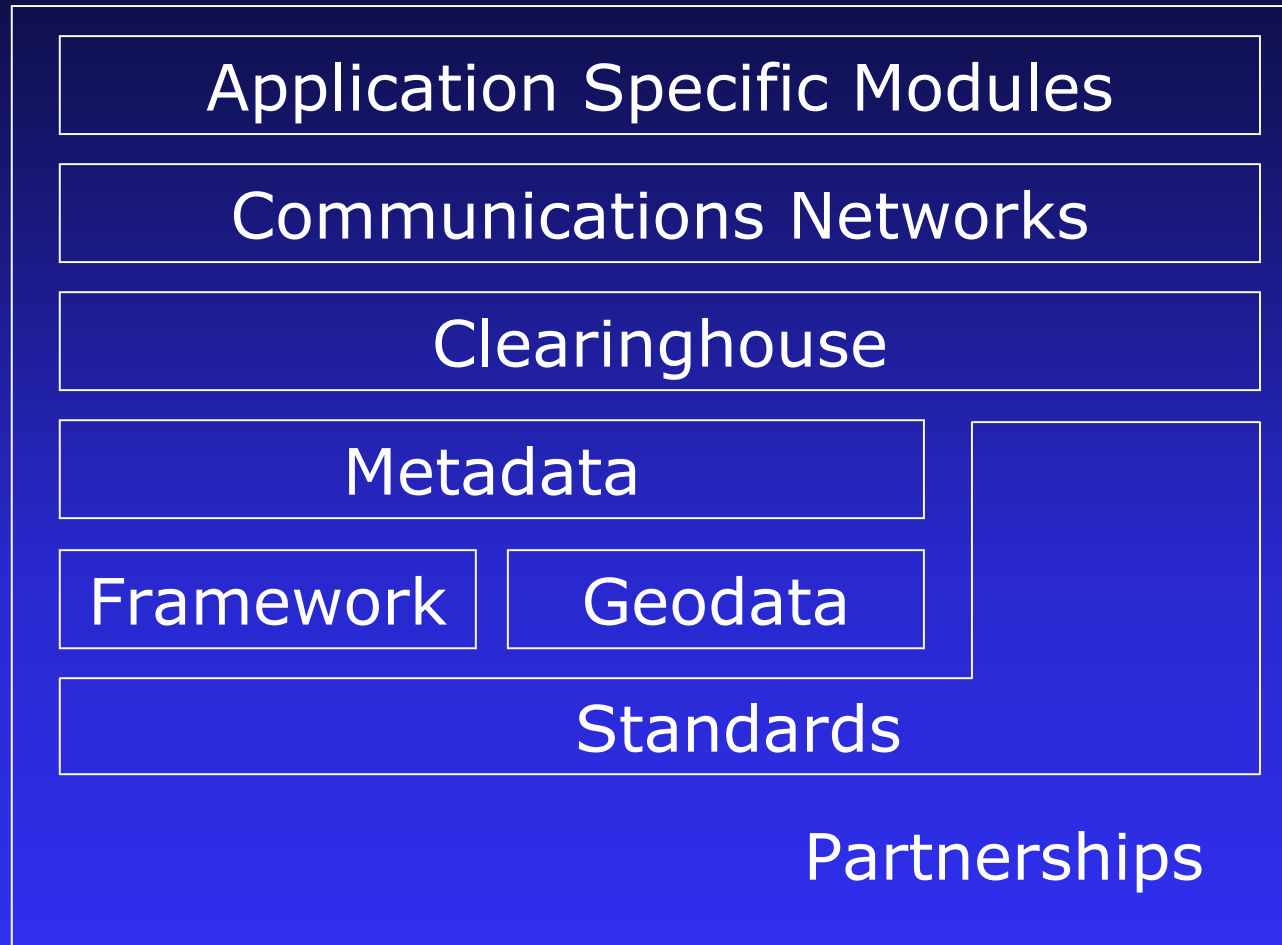 Application Specific Modules
Communications Networks
Clearinghouse
Metadata
Framework
Geodata
Standards
Partnerships